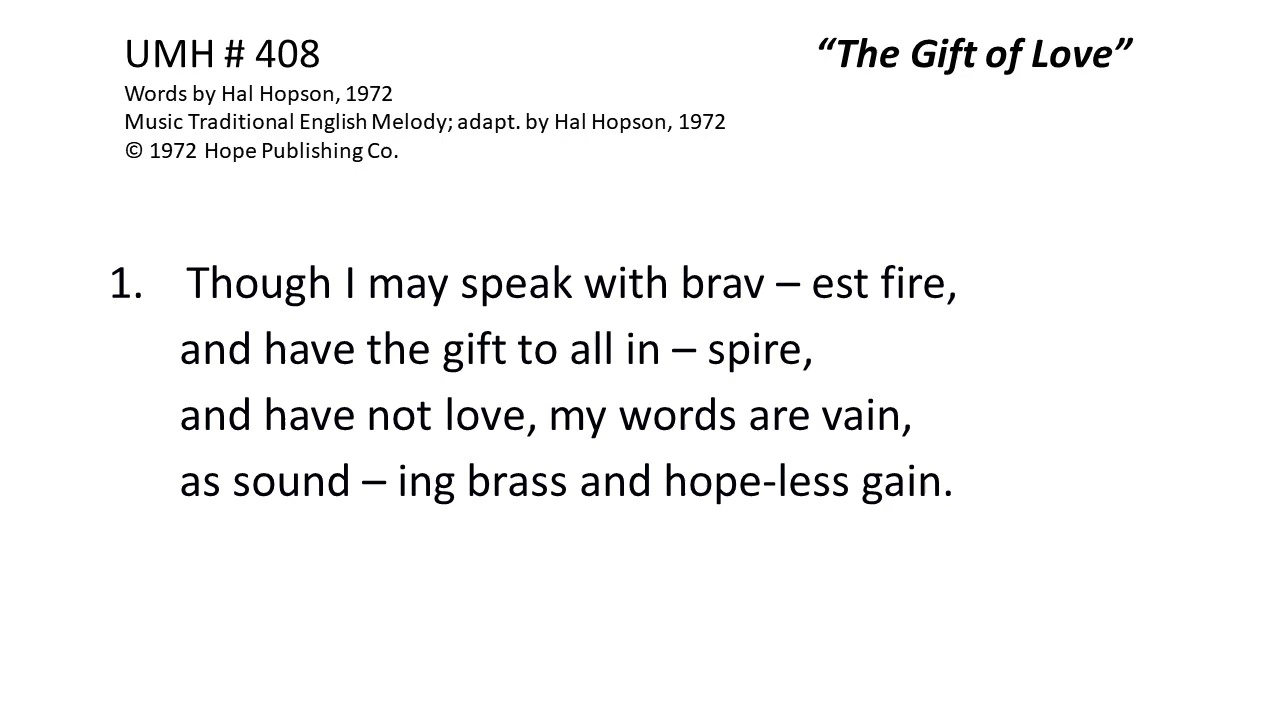 UMH # 408
“The Gift of Love”
Words by Hal Hopson, 1972
Music Traditional English Melody; adapt. by Hal Hopson, 1972
© 1972 Hope Publishing Co.
1. Though I may speak with brav – est fire,
and have the gift to all in – spire,
and have not love, my words are vain,
as sound – ing brass and hope-less gain.